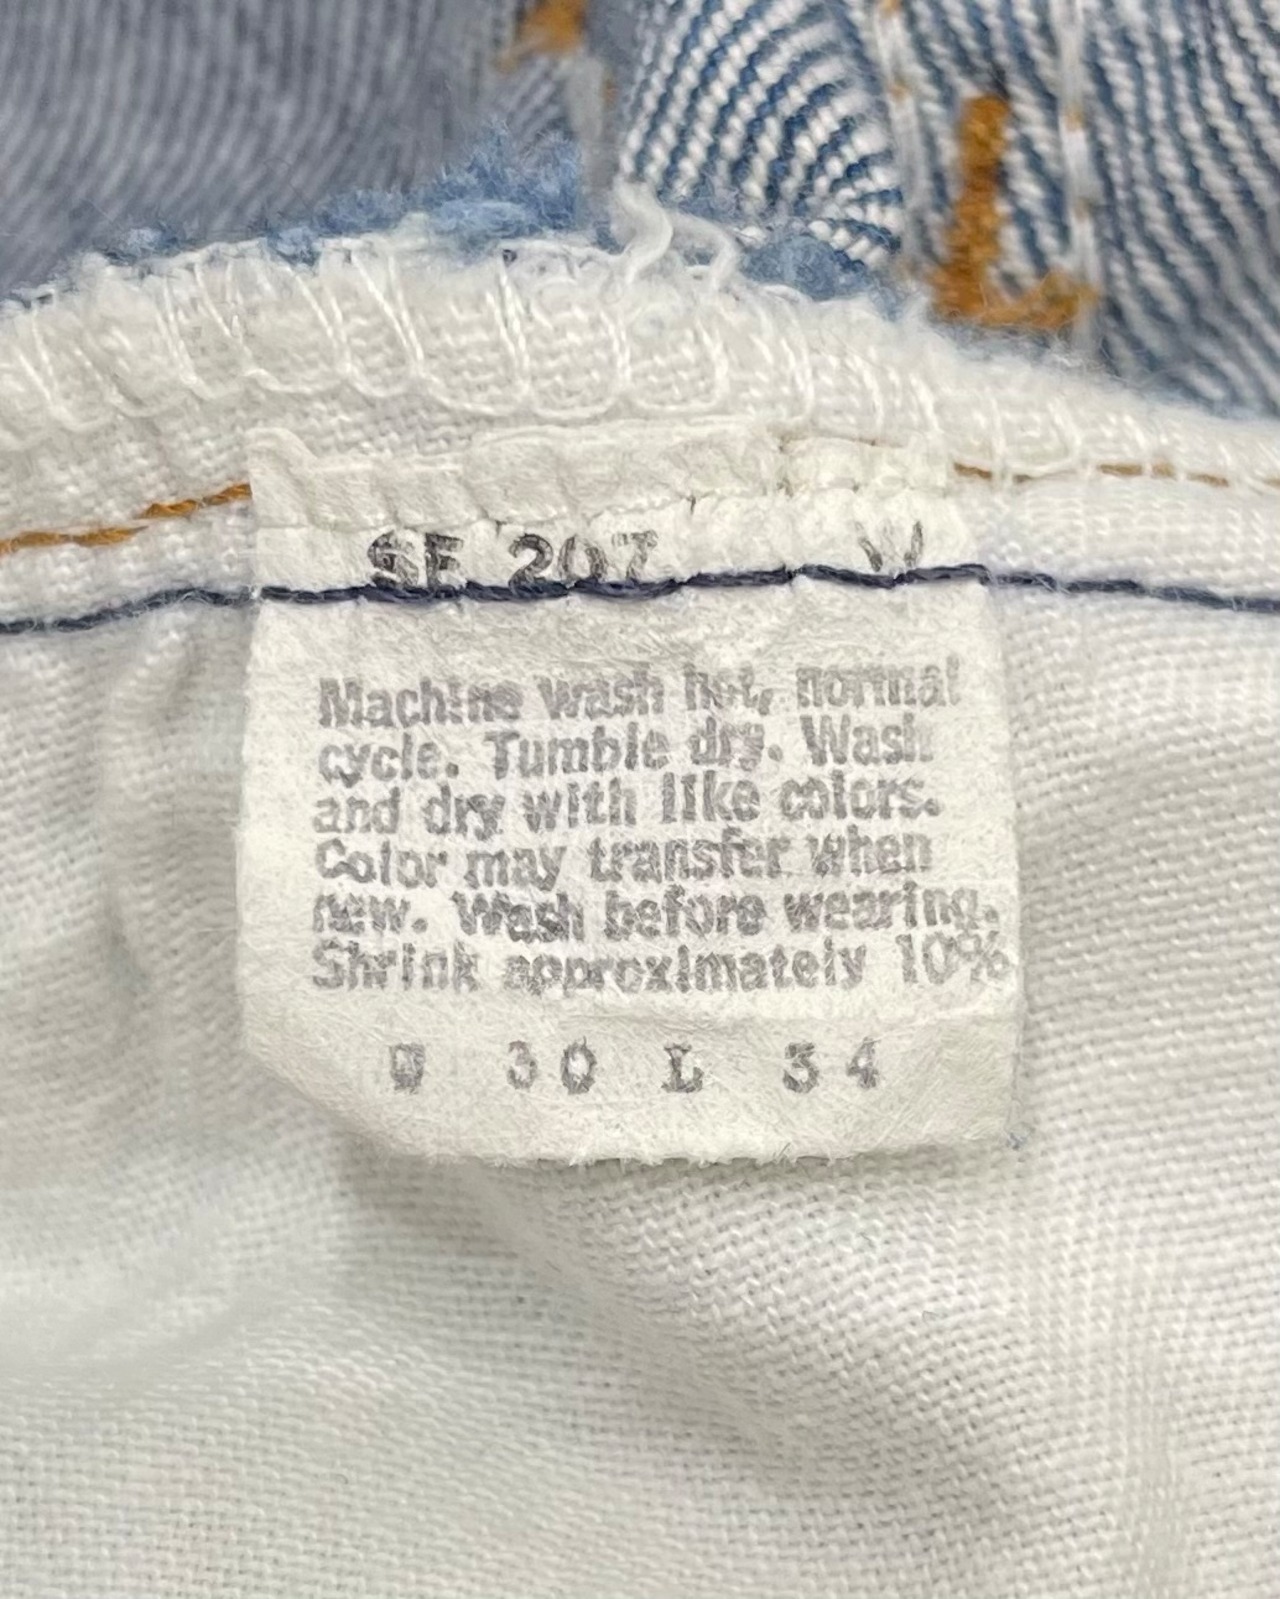 SF 207 W
Machine wash hot, normal
cycle. Tumble dry. Wash
and dry with like colors.
Color may transfer when
new. Wash before wearing.
Shrink approximately 10%
W 30 L 34